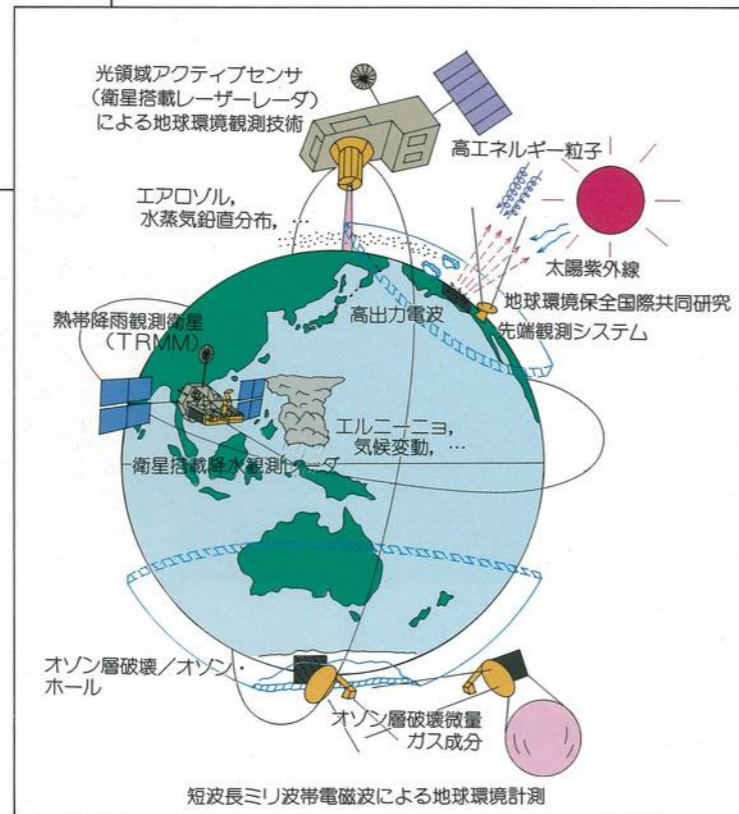 光領域アクティブセンサ
(衛星搭載レーザーレーダ)
による地球環境観測技術
高エネルギー粒子
エアロゾル,
水蒸気鉛直分布, …
太陽紫外線
地球環境保全国際共同研究
先端観測システム
高出力電波
熱帯降雨観測衛星
(TRMM)
エルニーニョ,
気候変動, …
衛星搭載降水観測レーダ
オゾン層破壊/オゾン・
ホール
オゾン層破壊微量
ガス成分
短波長ミリ波帯電磁波による地球環境計測